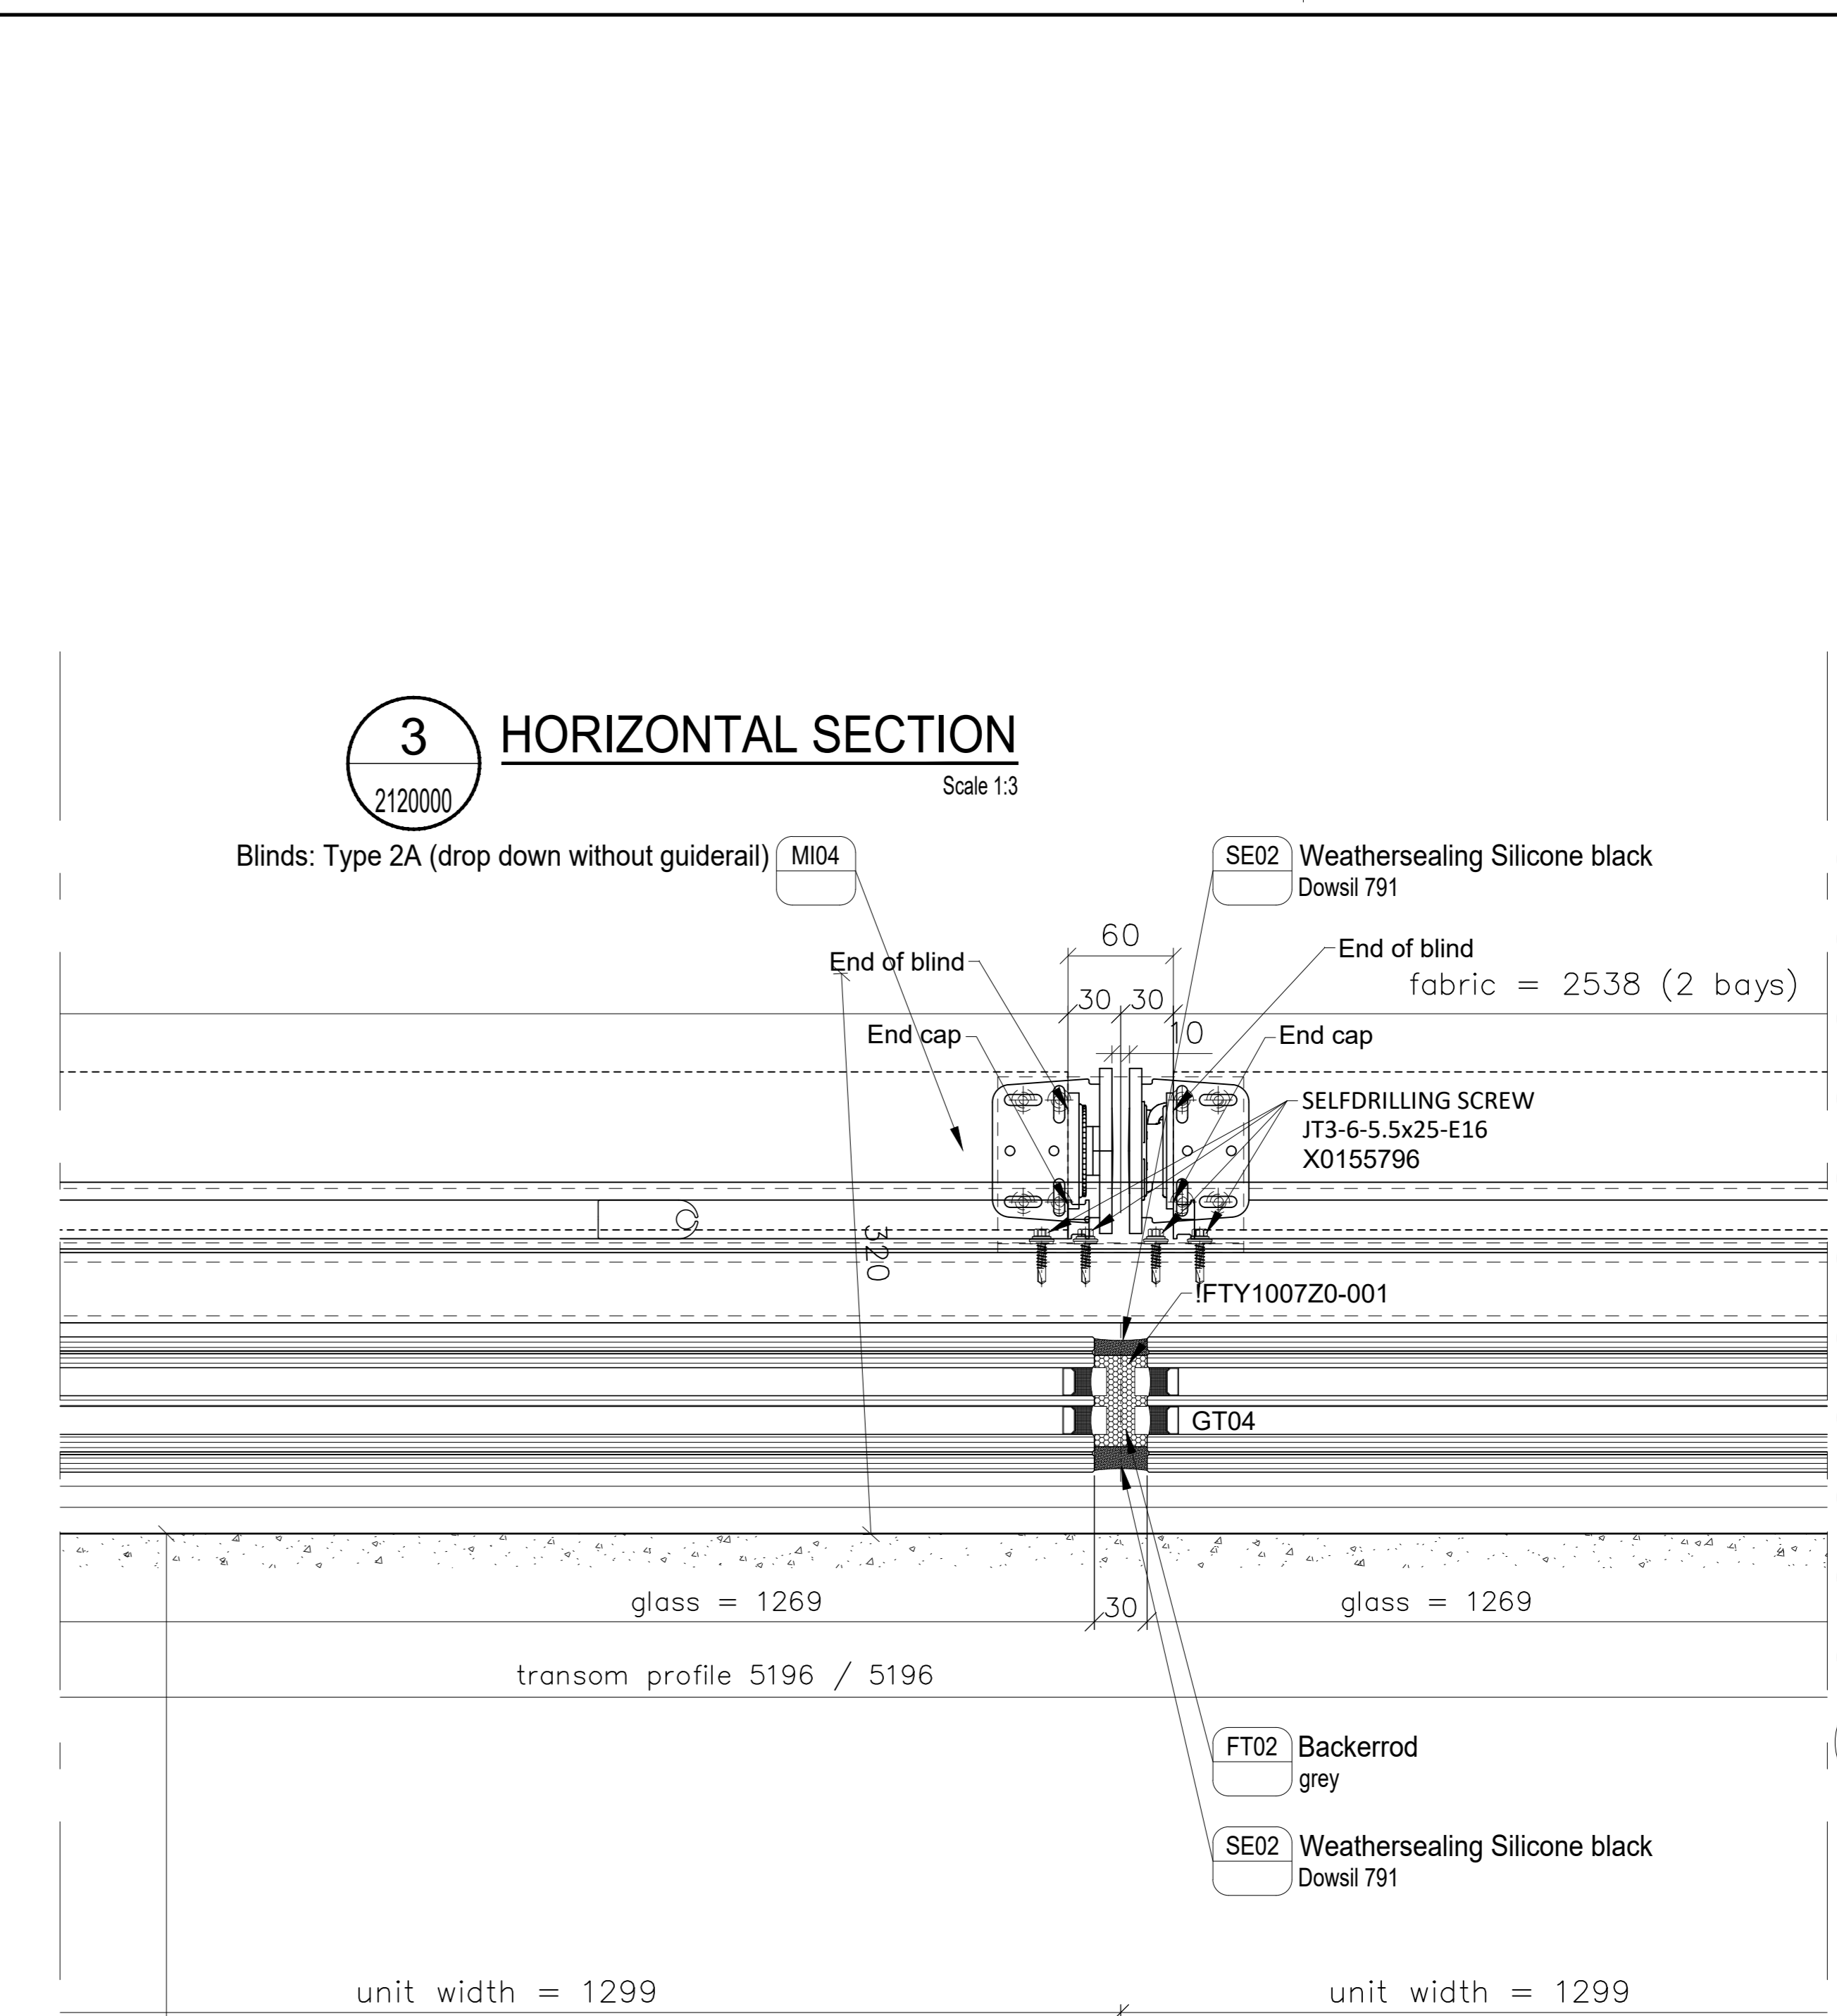 3
2120000
HORIZONTAL SECTION
Scale 1:3
Blinds: Type 2A (drop down without guiderail)
MI04
SE02
Weathersealing Silicone black
Dowsil 791
60
End of blind
End of blind
fabric = 2538 (2 bays)
30
30
10
End cap
End cap
SELFDRILLING SCREW
JT3-6-5.5x25-E16
X0155796
320
!FTY1007Z0-001
GT04
glass = 1269
30
glass = 1269
transom profile 5196 / 5196
FT02
Backerrod
grey
SE02
Weathersealing Silicone black
Dowsil 791
unit width = 1299
unit width = 1299